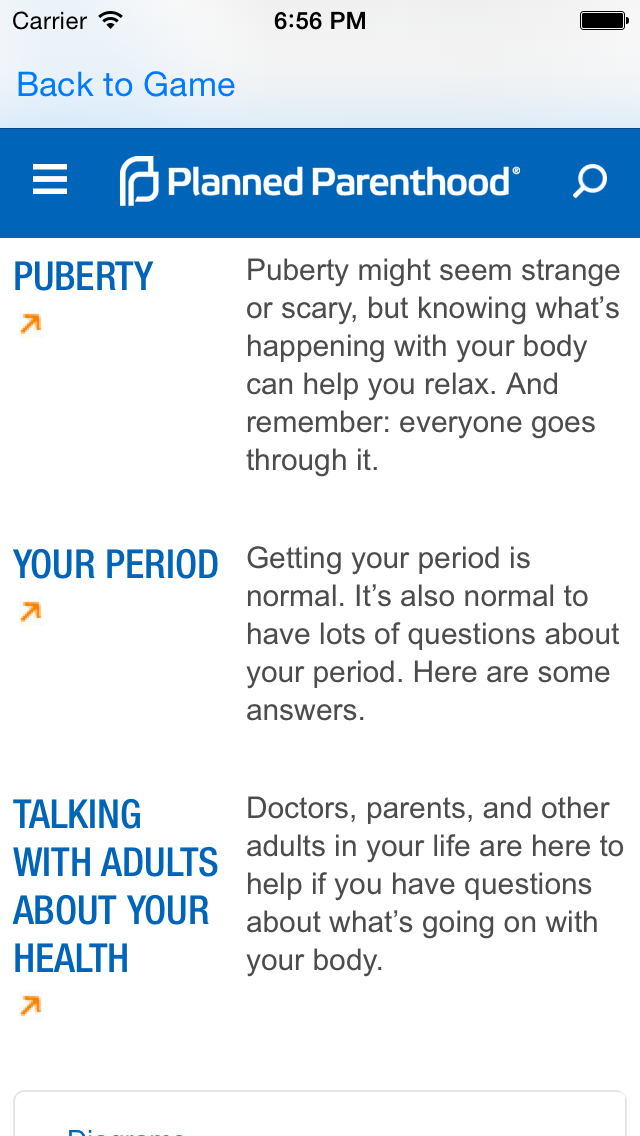 Carrier 6:56 PM
Back to Game
Planned Parenthood®
PUBERTY
Puberty might seem strange
or scary, but knowing what's
happening with your body
can help you relax. And
remember: everyone goes
through it.
YOUR PERIOD
Getting your period is
normal. It's also normal to
have lots of questions about
your period. Here are some
answers.
TALKING
WITH ADULTS
ABOUT YOUR
HEALTH
Doctors, parents, and other
adults in your life are here to
help if you have questions
about what's going on with
your body.
Diagrams